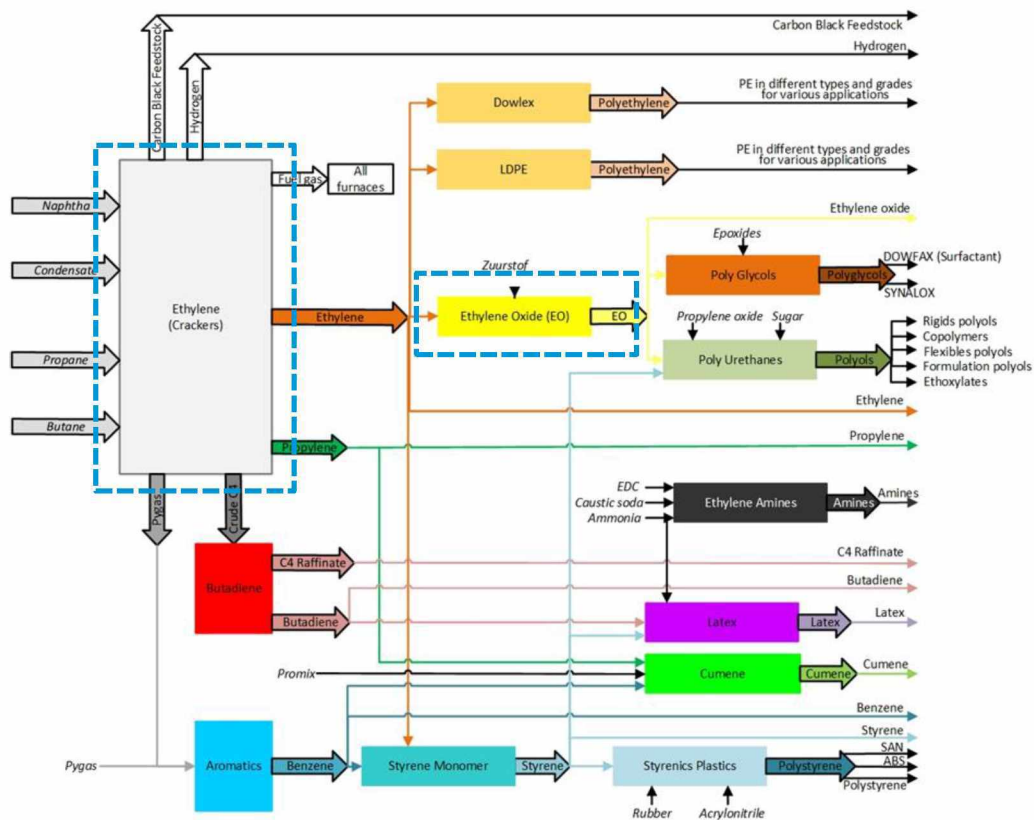 Carbon Black Feedstock
Hydrogen
Carbon Black Feedstock
Hydrogen
PE in different types and grades
for various applications
Dowlex
Polyethylene
PE in different types and grades
for various applications
LDPE
Polyethylene
Fuel gas
All
furnaces
Naphtha
Condensate
Propane
Butane
Ethylene
(Crackers)
Ethylene
Zuurstof
Ethylene Oxide (EO)
EO
Ethylene oxide
Epoxides
Poly Glycols
Polyglycols
DOWFAX (Surfactant)
SYNALOX
Propylene oxide
Sugar
Poly Urethanes
Polyols
Rigids polyols
Copolymers
Flexibles polyols
Formulation polyols
Ethoxylates
Ethylene
Propylene
Propylene
Pygas
Crude C4
EDC
Caustic soda
Ammonia
Ethylene Amines
Amines
Amines
Butadiene
C4 Raffinate
C4 Raffinate
Butadiene
Butadiene
Latex
Latex
Latex
Promix
Cumene
Cumene
Cumene
Benzene
Styrene
Pygas
Aromatics
Benzene
Styrene Monomer
Styrene
Styrenics Plastics
Polystyrene
SAN
ABS
Polystyrene
Rubber
Acrylonitrile